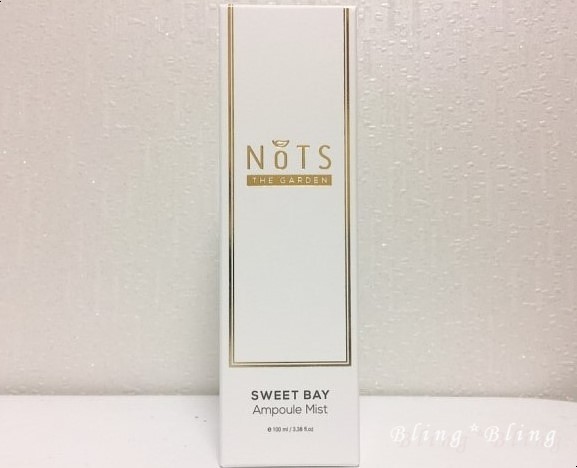 NOTS
THE GARDEN
SWEET BAY
Ampoule Mist
℮ 100 ml / 3.38 fl.oz
Bling*Bling